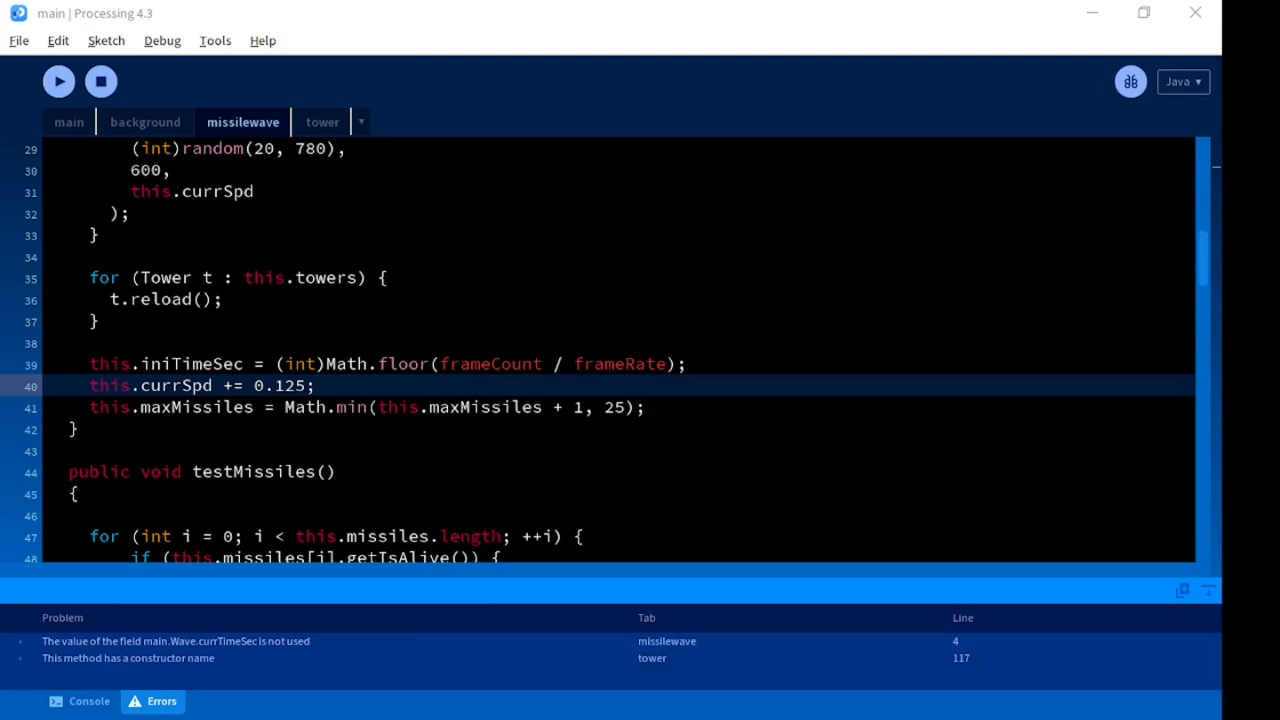 main | Processing 4.3
File Edit Sketch Debug Tools Help
Java ▾
main background missilewave tower ▾
29 (int)random(20, 780),
30 600,
31 this.currSpd
32 );
33 }
34
35 for (Tower t : this.towers) {
36 t.reload();
37 }
38
39 this.iniTimeSec = (int)Math.floor(frameCount / frameRate);
40 this.currSpd += 0.125;
41 this.maxMissiles = Math.min(this.maxMissiles + 1, 25);
42 }
43
44 public void testMissiles()
45 {
46
47 for (int i = 0; i < this.missiles.length; ++i) {
48 if (this.missiles[i].getIsAlive()) {
Problem Tab Line
The value of the field main.Wave.currTimeSec is not used missilewave 4
This method has a constructor name tower 117
Console Errors